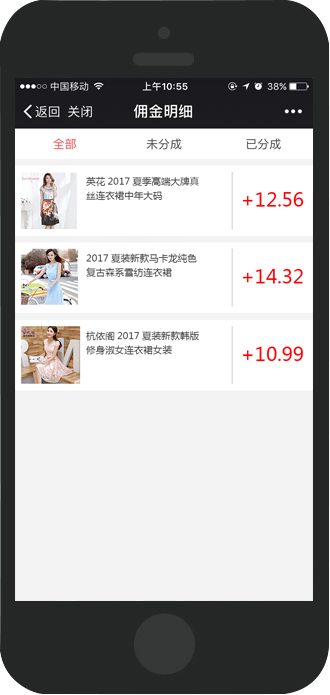 中国移动 上午10:55 38%
返回 关闭 佣金明细
全部 未分成 已分成
英花 2017 夏季高端大牌真
丝连衣裙中年大码
+12.56
2017 夏装新款马卡龙纯色
复古森系雪纺连衣裙
+14.32
杭依阁 2017 夏装新款韩版
修身淑女连衣裙女装
+10.99